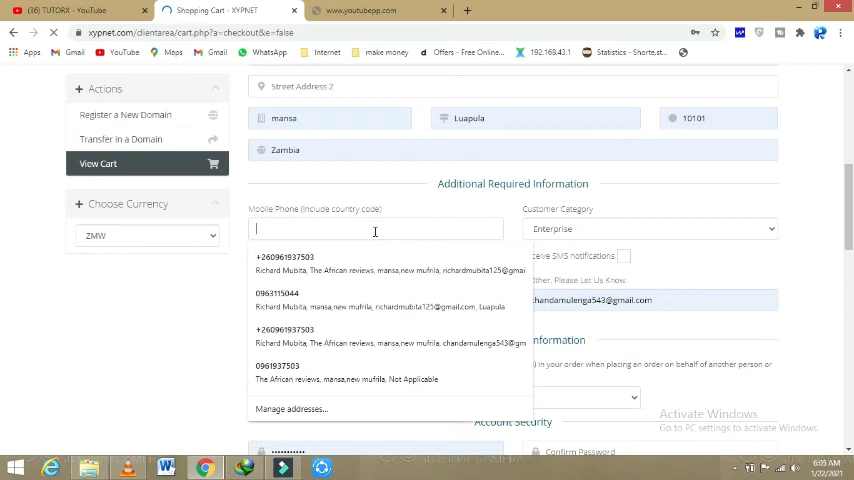 (36) TUTORX - YouTube
Shopping Cart - XYPNET
www.youtubepp.com
xypnet.com/clientarea/cart.php?a=checkout&e=false
Apps
Gmail
YouTube
Maps
Gmail
WhatsApp
Internet
make money
Offers - Free Online...
192.168.43.1
Statistics - Shorte.st...
Actions
Register a New Domain
Transfer in a Domain
View Cart
Choose Currency
ZMW
Street Address 2
mansa
Luapula
10101
Zambia
Additional Required Information
Mobile Phone (include country code)
Customer Category
Enterprise
+260961937503
Richard Mubita, The African reviews, mansa,new mufrila, richardmubita125@gmai
0963115044
Richard Mubita, mansa,new mufrila, richardmubita125@gmail.com, Luapula
+260961937503
Richard Mubita, The African reviews, mansa,new mufrila, chandamulenga543@gm
0961937503
The African reviews, mansa,new mufrila, Not Applicable
Manage addresses...
eive SMS notifications
Other, Please Let Us Know:
chandamulenga543@gmail.com
nformation
) in your order when placing an order on behalf of another person
Account Security
•••••••••••
Confirm Password
Activate Windows
Go to PC settings to activate Windows.
6:05 AM
1/22/2021